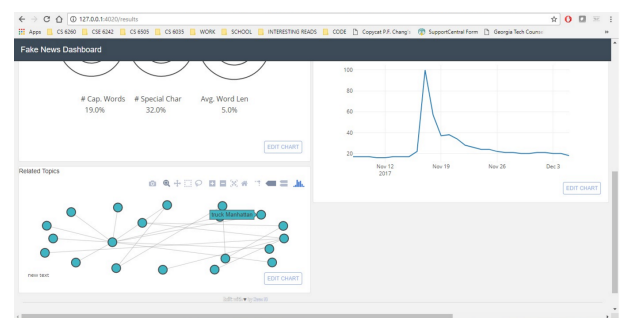 127.0.0.1:4020/results
Apps CS 6260 CSE 6242 CS 6505 CS 6035 WORK SCHOOL INTERESTING READS CODE Copycat P.F. Chang's SupportCentral Form Georgia Tech Couns
Fake News Dashboard
# Cap. Words # Special Char Avg. Word Len
19.0% 32.0% 5.0%
EDIT CHART
Related Topics
truck Manhattan
new text
EDIT CHART
100
80
60
40
20
Nov 12 Nov 19 Nov 26 Dec 3
2017
EDIT CHART